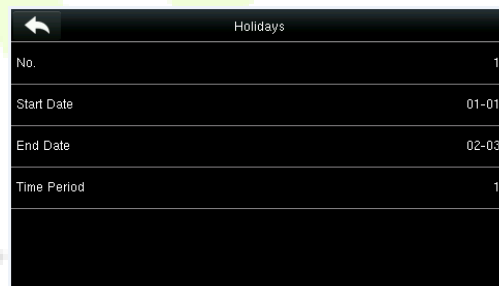 Holidays
No. 1
Start Date 01-01
End Date 02-03
Time Period 1